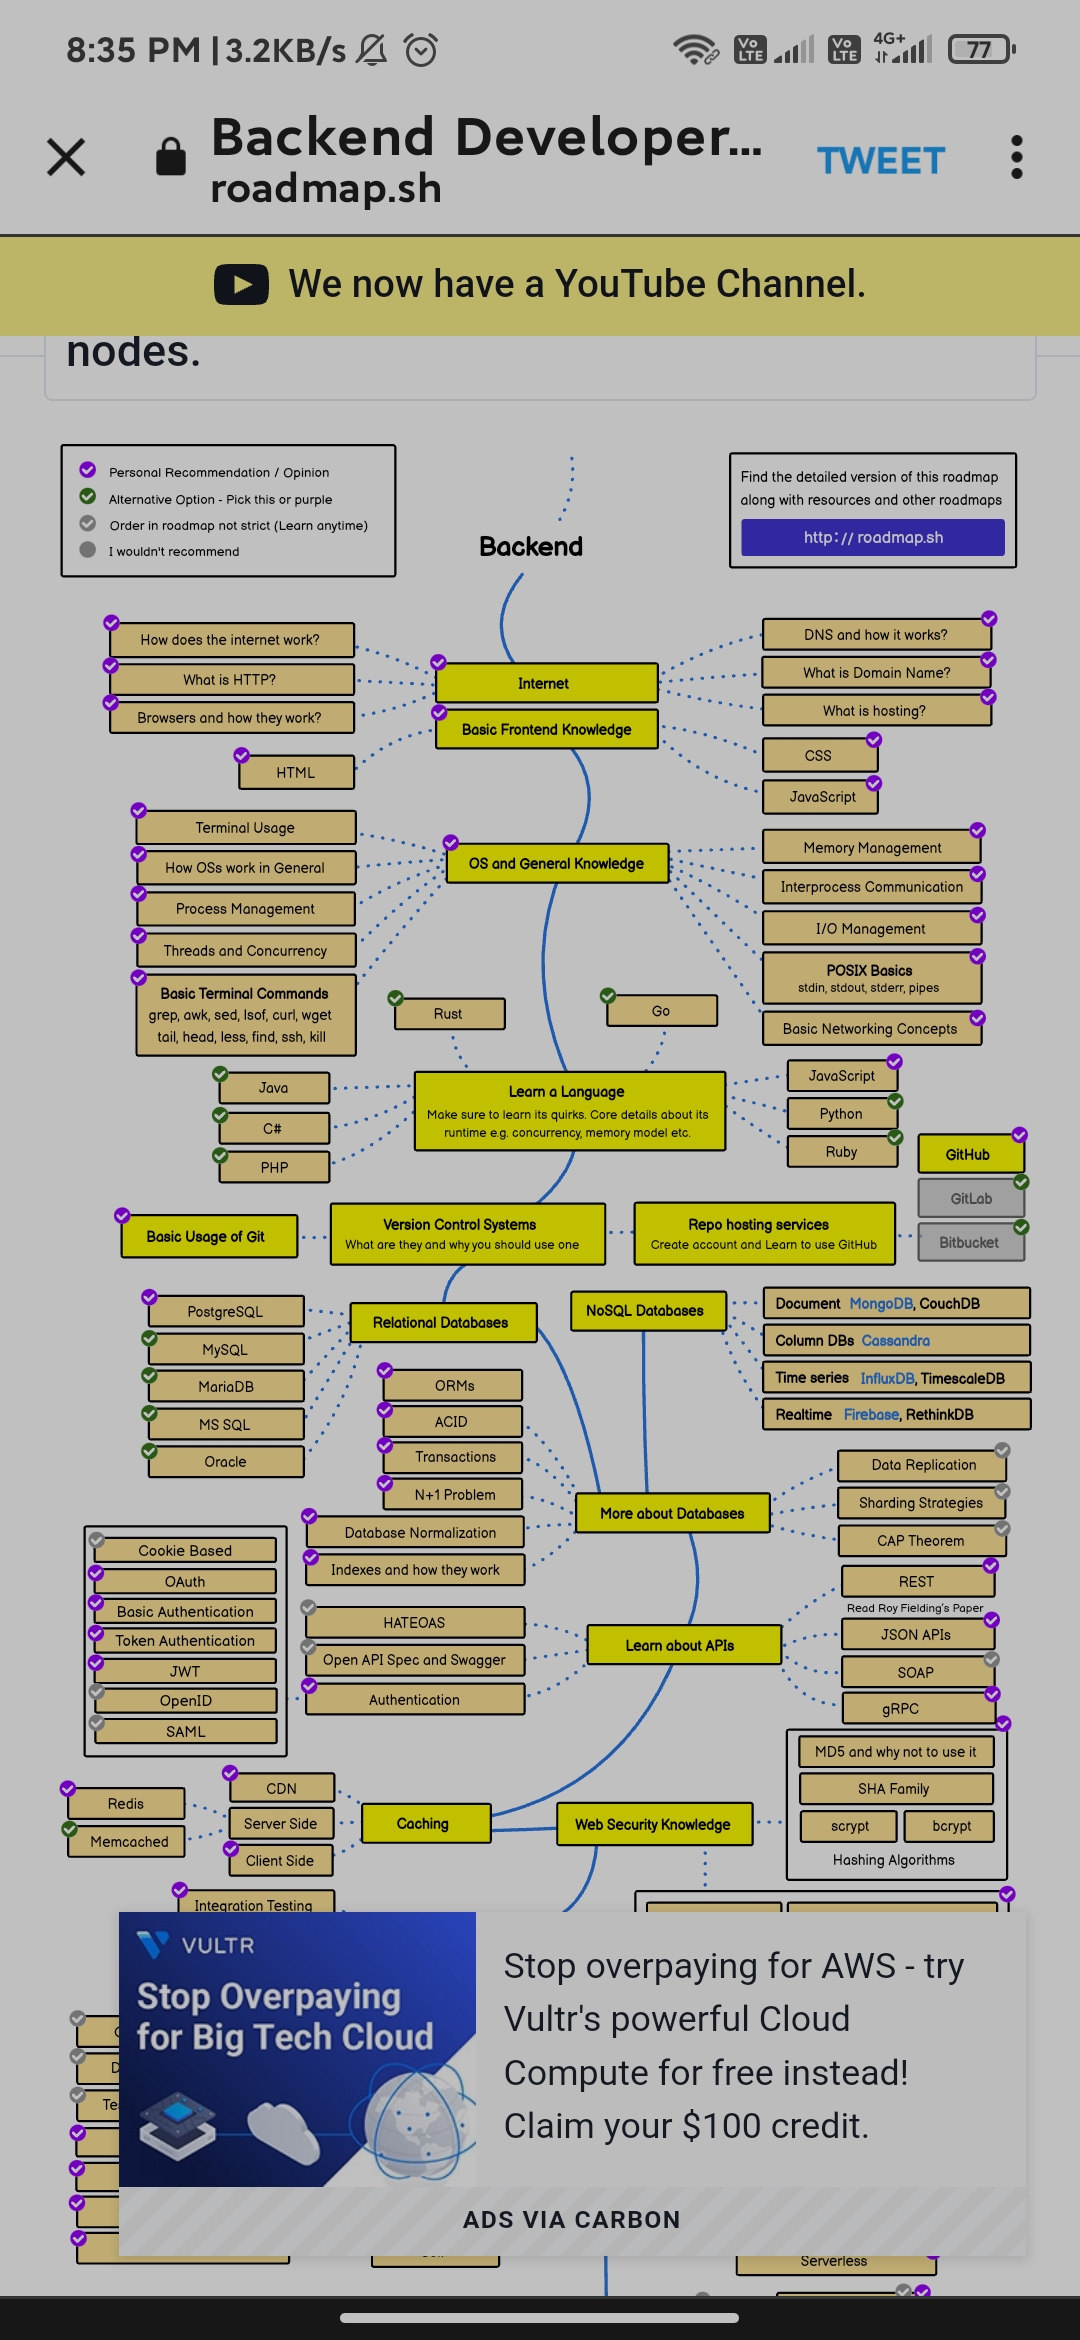 8:35 PM | 3.2KB/s
Vo LTE
Vo LTE
4G+
77
Backend Developer...
roadmap.sh
TWEET
We now have a YouTube Channel.
nodes.
Personal Recommendation / Opinion
Alternative Option - Pick this or purple
Order in roadmap not strict (Learn anytime)
I wouldn't recommend
Find the detailed version of this roadmap
along with resources and other roadmaps
http://roadmap.sh
Backend
How does the internet work?
What is HTTP?
Browsers and how they work?
Internet
DNS and how it works?
What is Domain Name?
What is hosting?
Basic Frontend Knowledge
HTML
CSS
JavaScript
Terminal Usage
How OSs work in General
Process Management
Threads and Concurrency
Basic Terminal Commands
grep, awk, sed, lsof, curl, wget
tail, head, less, find, ssh, kill
OS and General Knowledge
Memory Management
Interprocess Communication
I/O Management
POSIX Basics
stdin, stdout, stderr, pipes
Basic Networking Concepts
Rust
Go
Java
C#
PHP
Learn a Language
Make sure to learn its quirks. Core details about its
runtime e.g. concurrency, memory model etc.
JavaScript
Python
Ruby
GitHub
GitLab
Bitbucket
Basic Usage of Git
Version Control Systems
What are they and why you should use one
Repo hosting services
Create account and Learn to use GitHub
PostgreSQL
MySQL
MariaDB
MS SQL
Oracle
Relational Databases
NoSQL Databases
Document MongoDB, CouchDB
Column DBs Cassandra
Time series InfluxDB, TimescaleDB
Realtime Firebase, RethinkDB
ORMs
ACID
Transactions
N+1 Problem
Database Normalization
Indexes and how they work
More about Databases
Data Replication
Sharding Strategies
CAP Theorem
Cookie Based
OAuth
Basic Authentication
Token Authentication
JWT
OpenID
SAML
HATEOAS
Open API Spec and Swagger
Authentication
Learn about APIs
REST
Read Roy Fielding's Paper
JSON APIs
SOAP
gRPC
Redis
Memcached
CDN
Server Side
Client Side
Caching
Web Security Knowledge
MD5 and why not to use it
SHA Family
scrypt
bcrypt
Hashing Algorithms
Integration Testing
VULTR
Stop Overpaying
for Big Tech Cloud
Stop overpaying for AWS - try
Vultr's powerful Cloud
Compute for free instead!
Claim your $100 credit.
ADS VIA CARBON
Serverless